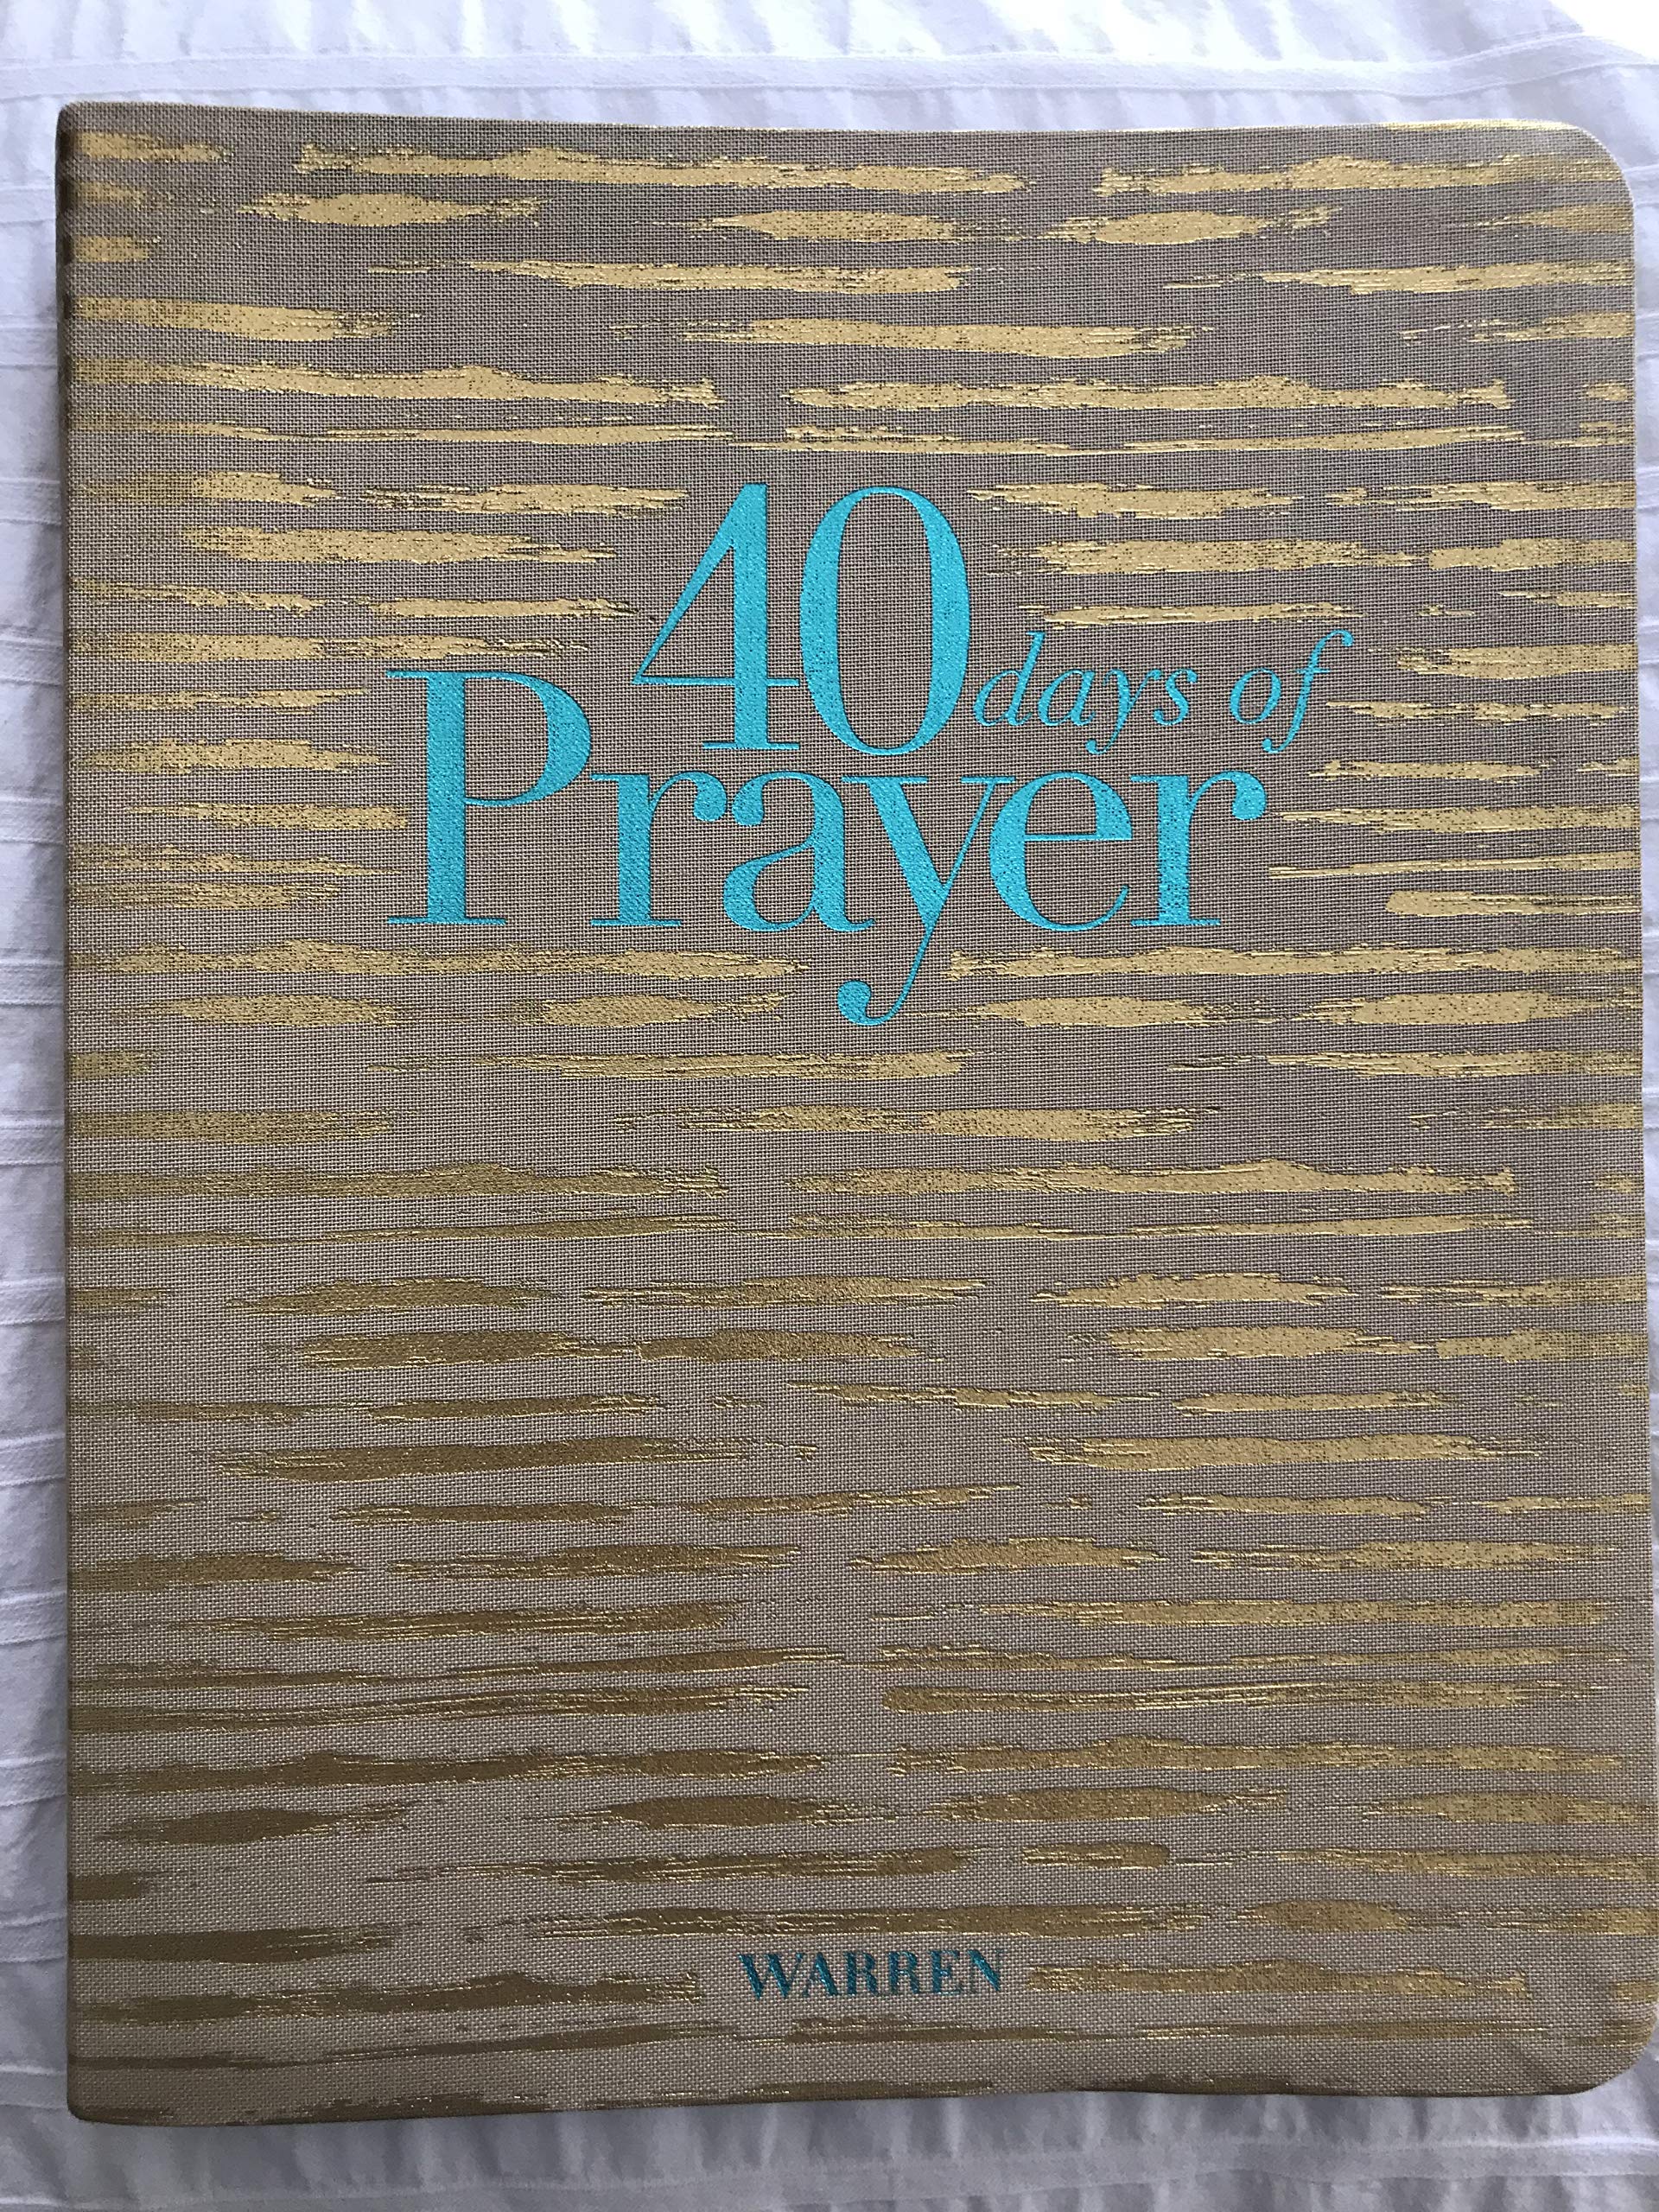 40 days of
Prayer
WARREN